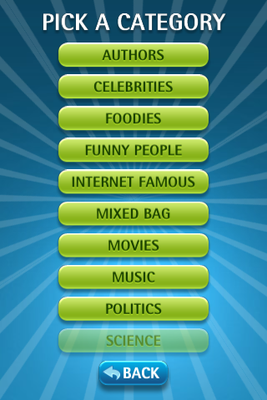 PICK A CATEGORY
AUTHORS
CELEBRITIES
FOODIES
FUNNY PEOPLE
INTERNET FAMOUS
MIXED BAG
MOVIES
MUSIC
POLITICS
SCIENCE
BACK